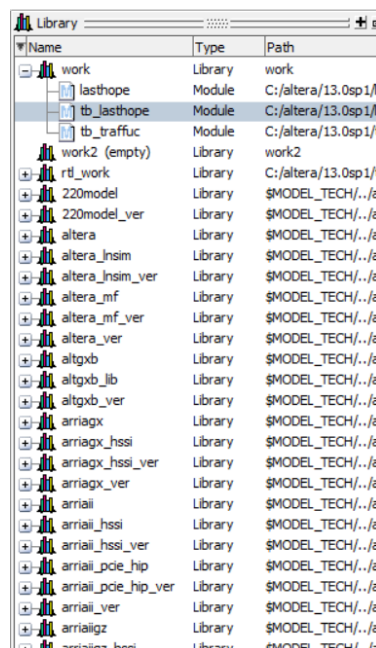 Library
Name Type Path
work Library work
lasthope Module C:/altera/13.0sp1/
tb_lasthope Module C:/altera/13.0sp1/
tb_traffuc Module C:/altera/13.0sp1/
work2 (empty) Library work2
rtl_work Library C:/altera/13.0sp1/
220model Library $MODEL_TECH/../a
220model_ver Library $MODEL_TECH/../a
altera Library $MODEL_TECH/../a
altera_lnsim Library $MODEL_TECH/../a
altera_lnsim_ver Library $MODEL_TECH/../a
altera_mf Library $MODEL_TECH/../a
altera_mf_ver Library $MODEL_TECH/../a
altera_ver Library $MODEL_TECH/../a
altgxb Library $MODEL_TECH/../a
altgxb_lib Library $MODEL_TECH/../a
altgxb_ver Library $MODEL_TECH/../a
arriagx Library $MODEL_TECH/../a
arriagx_hssi Library $MODEL_TECH/../a
arriagx_hssi_ver Library $MODEL_TECH/../a
arriagx_ver Library $MODEL_TECH/../a
arriaii Library $MODEL_TECH/../a
arriaii_hssi Library $MODEL_TECH/../a
arriaii_hssi_ver Library $MODEL_TECH/../a
arriaii_pcie_hip Library $MODEL_TECH/../a
arriaii_pcie_hip_ver Library $MODEL_TECH/../a
arriaii_ver Library $MODEL_TECH/../a
arriaiigz Library $MODEL_TECH/../a
arriaiigz_hssi Library $MODEL_TECH/../a